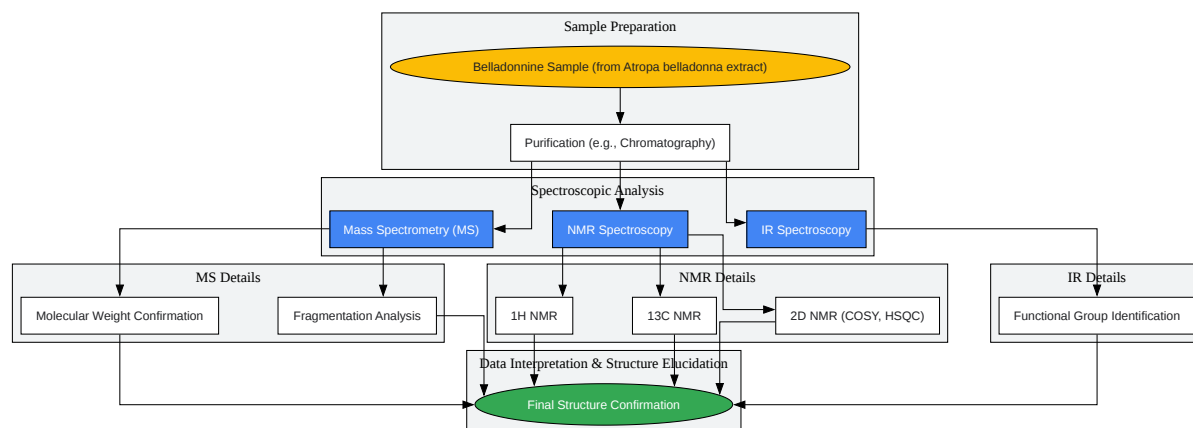 Sample Preparation
Belladonnine Sample (from Atropa belladonna extract)
Purification (e.g., Chromatography)
Spectroscopic Analysis
Mass Spectrometry (MS)
NMR Spectroscopy
IR Spectroscopy
MS Details
NMR Details
IR Details
Molecular Weight Confirmation
Fragmentation Analysis
1H NMR
13C NMR
2D NMR (COSY, HSQC)
Functional Group Identification
Data Interpretation & Structure Elucidation
Final Structure Confirmation